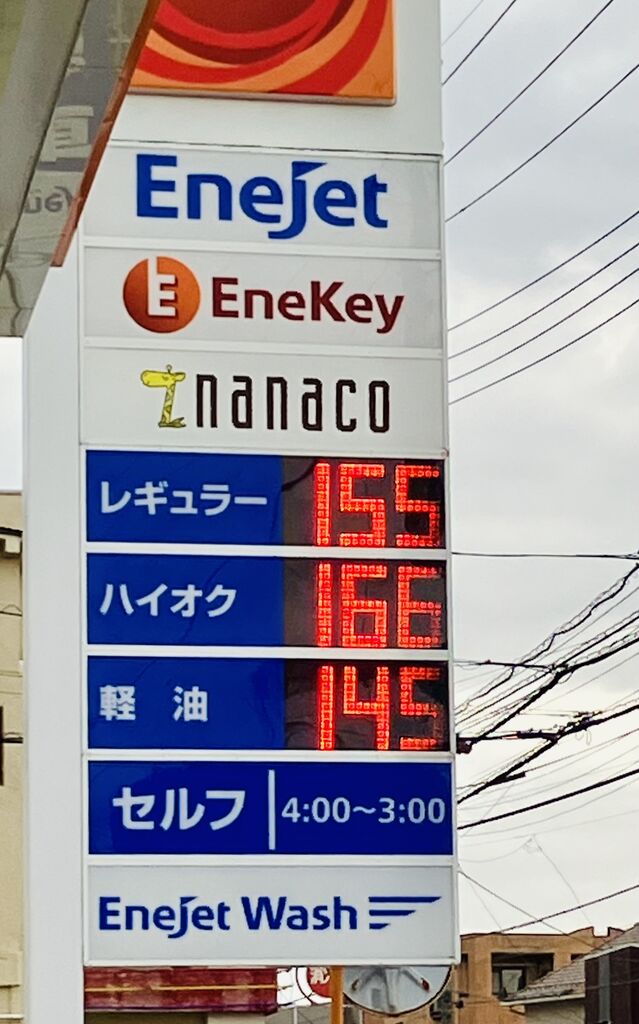 EneJet
E EneKey
nanaco
レギュラー 155
ハイオク 166
軽油 145
セルフ 4:00~3:00
EneJet Wash